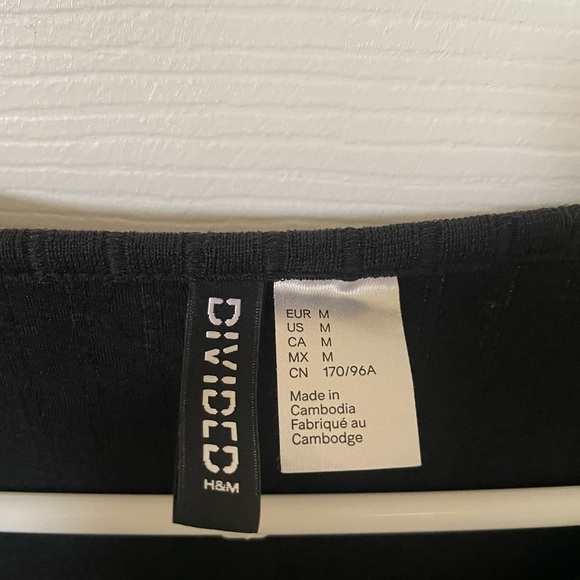 DIVIDED
H&M
EUR M
US M
CA M
MX M
CN 170/96A
Made in
Cambodia
Fabriqué au
Cambodge